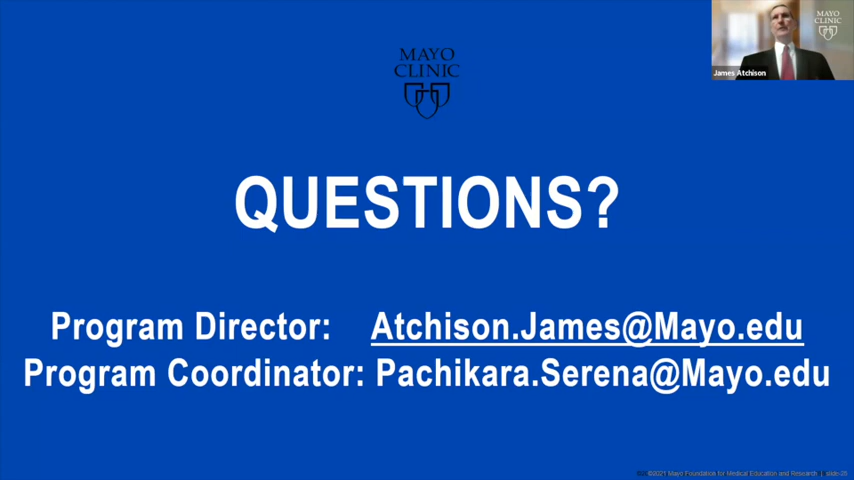 MAYO
CLINIC
James Atchison
MAYO
CLINIC
QUESTIONS?
Program Director: Atchison.James@Mayo.edu
Program Coordinator: Pachikara.Serena@Mayo.edu
©2021 Mayo Foundation for Medical Education and Research | slide-28